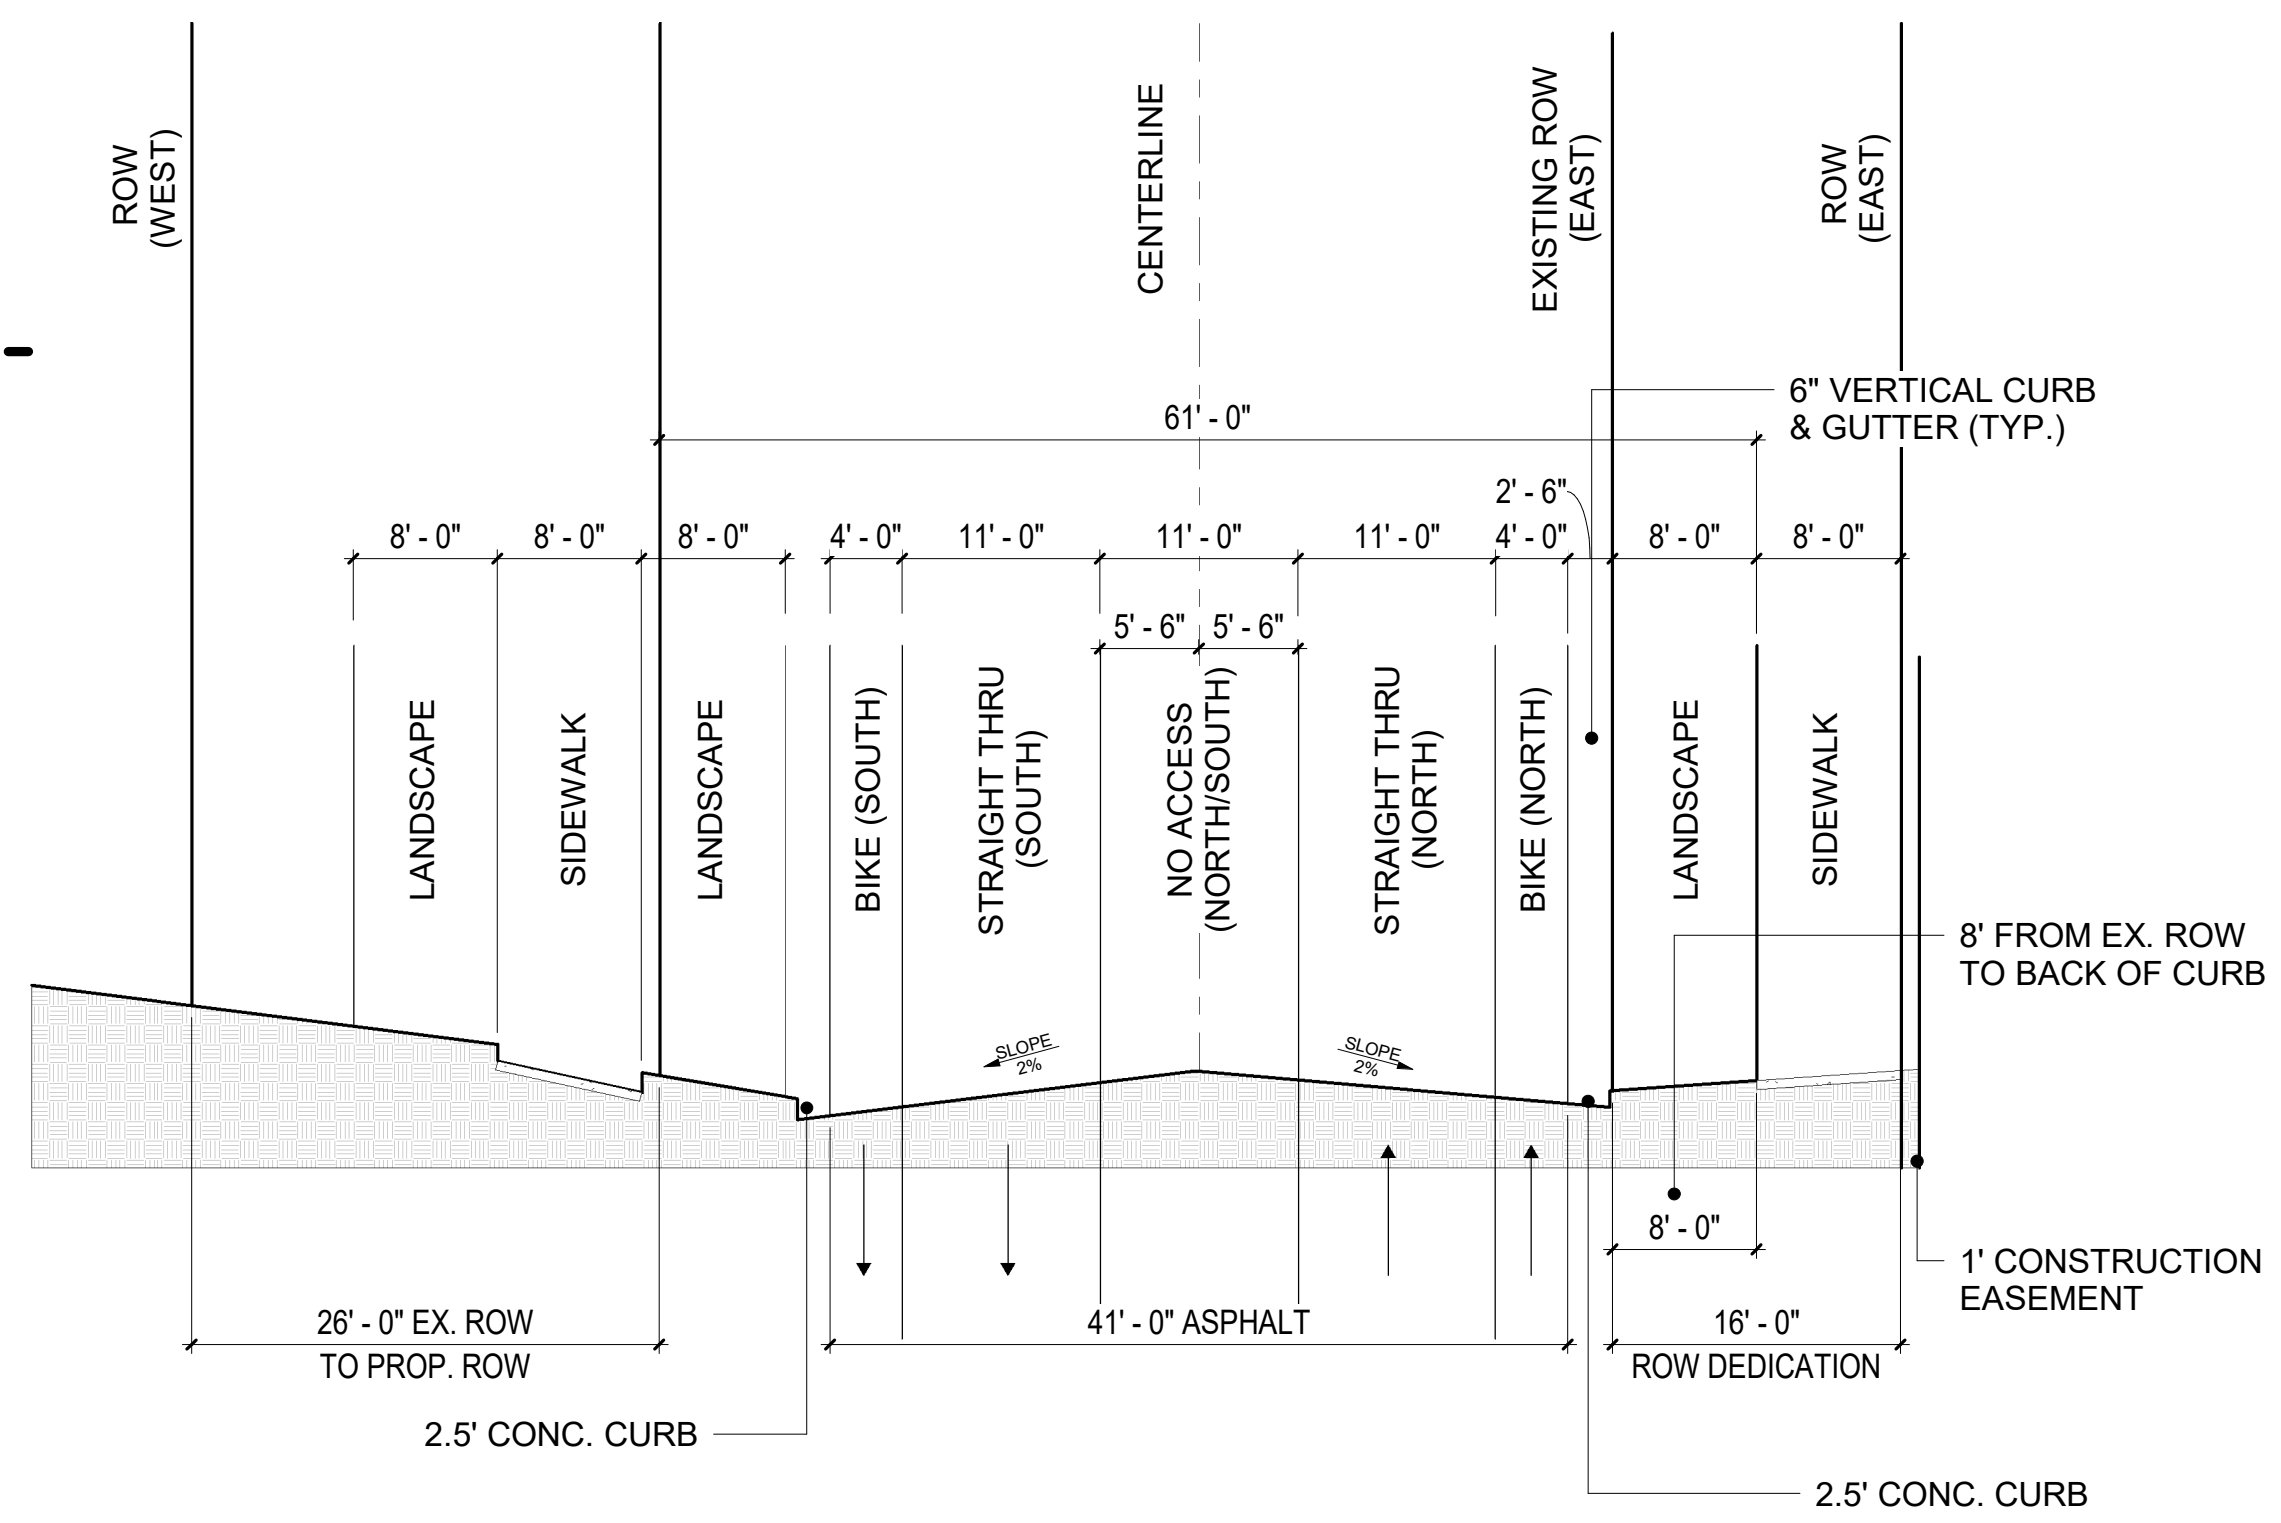 ROW
(WEST)
CENTERLINE
EXISTING ROW
(EAST)
ROW
(EAST)
6" VERTICAL CURB
& GUTTER (TYP.)
61' - 0"
2' - 6"
8' - 0"
8' - 0"
8' - 0"
4' - 0"
11' - 0"
11' - 0"
11' - 0"
4' - 0"
8' - 0"
8' - 0"
5' - 6"
5' - 6"
LANDSCAPE
SIDEWALK
LANDSCAPE
BIKE (SOUTH)
STRAIGHT THRU
(SOUTH)
NO ACCESS
(NORTH/SOUTH)
STRAIGHT THRU
(NORTH)
BIKE (NORTH)
LANDSCAPE
SIDEWALK
8' FROM EX. ROW
TO BACK OF CURB
SLOPE
2%
SLOPE
2%
8' - 0"
1' CONSTRUCTION
EASEMENT
26' - 0" EX. ROW
TO PROP. ROW
41' - 0" ASPHALT
16' - 0"
ROW DEDICATION
2.5' CONC. CURB
2.5' CONC. CURB